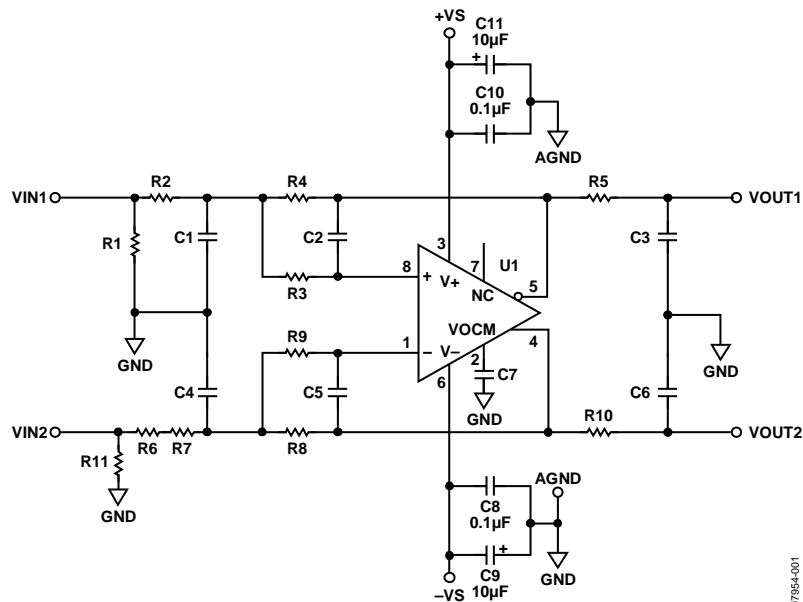 +VS
C11
10µF
+
C10
0.1µF
AGND
VIN1
R2
R4
R5
VOUT1
R1
C1
C2
3
7
U1
C3
R3
8
+
V+
NC
5
GND
R9
1
–
V–
VOCM
4
2
C7
6
GND
GND
C4
C5
C6
VIN2
R6
R7
R8
R10
VOUT2
R11
GND
AGND
C8
0.1µF
+
C9
10µF
GND
–VS
07954-001